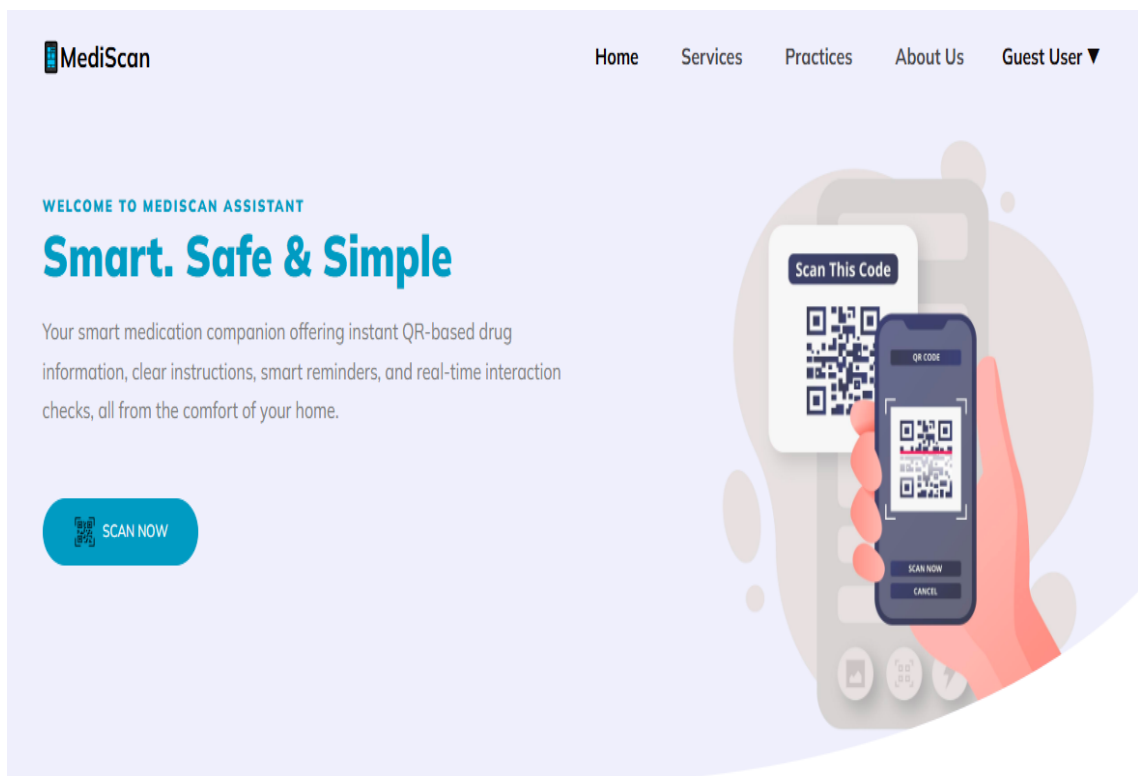 MediScan
Home Services Practices About Us Guest User ▼
WELCOME TO MEDISCAN ASSISTANT
Smart. Safe & Simple
Your smart medication companion offering instant QR-based drug
information, clear instructions, smart reminders, and real-time interaction
checks, all from the comfort of your home.
SCAN NOW
Scan This Code
QR CODE
SCAN NOW
CANCEL